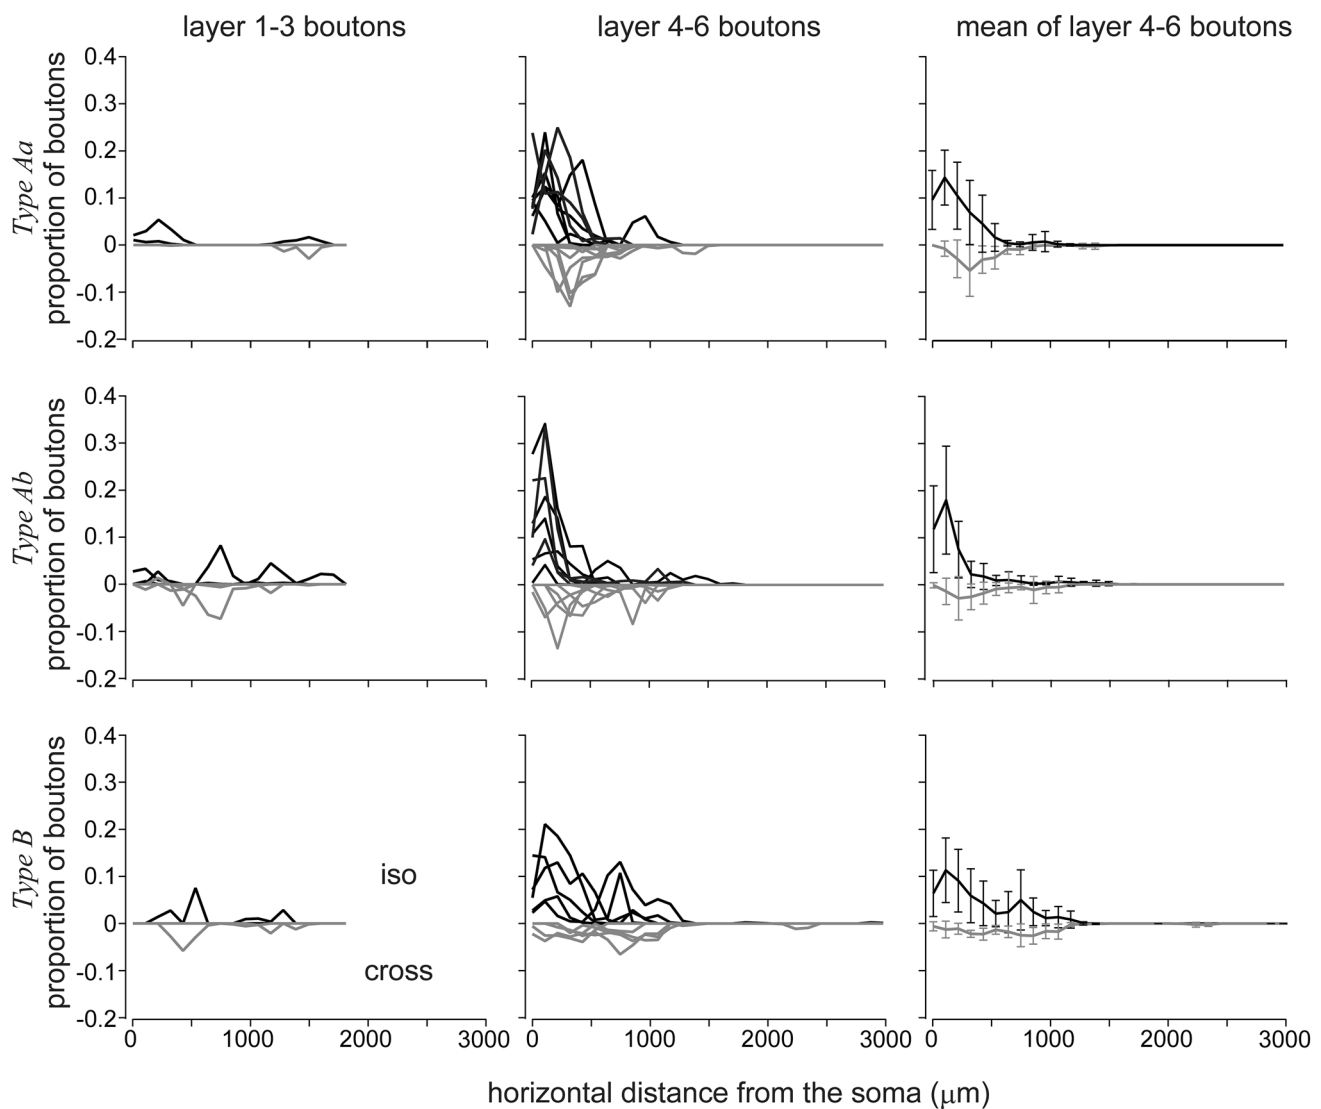 layer 1-3 boutons
layer 4-6 boutons
mean of layer 4-6 boutons
Type Aa
proportion of boutons
0.4
0.3
0.2
0.1
0
-0.1
-0.2
Type Ab
proportion of boutons
0.4
0.3
0.2
0.1
0
-0.1
-0.2
Type B
proportion of boutons
0.4
0.3
0.2
0.1
0
-0.1
-0.2
iso
cross
0 1000 2000 3000
0 1000 2000 3000
0 1000 2000 3000
horizontal distance from the soma (μm)